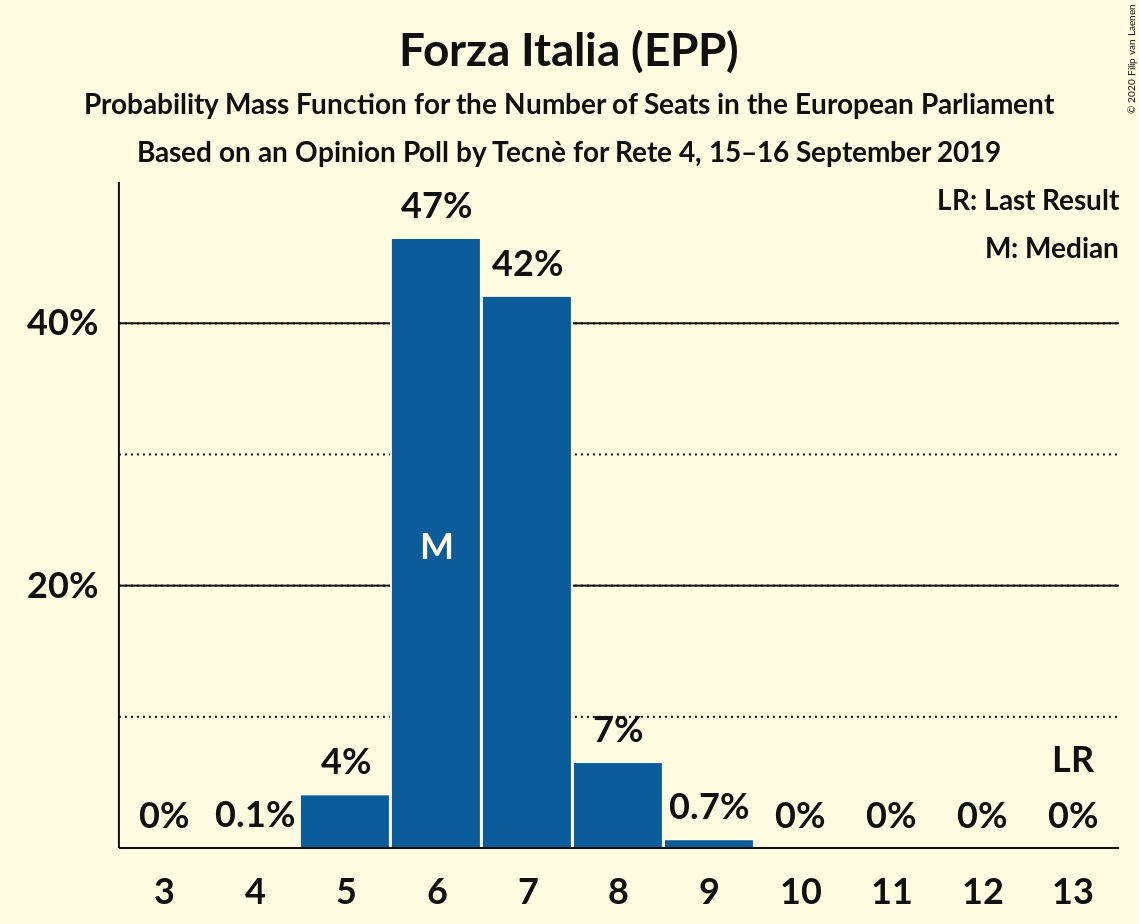 Forza Italia (EPP)
Probability Mass Function for the Number of Seats in the European Parliament
Based on an Opinion Poll by Tecnè for Rete 4, 15–16 September 2019
© 2020 Filip van Laenen
LR: Last Result
M: Median
47%
42%
40%
M
20%
7%
4%
LR
0% 0.1% 0.7% 0% 0% 0% 0%
3 4 5 6 7 8 9 10 11 12 13